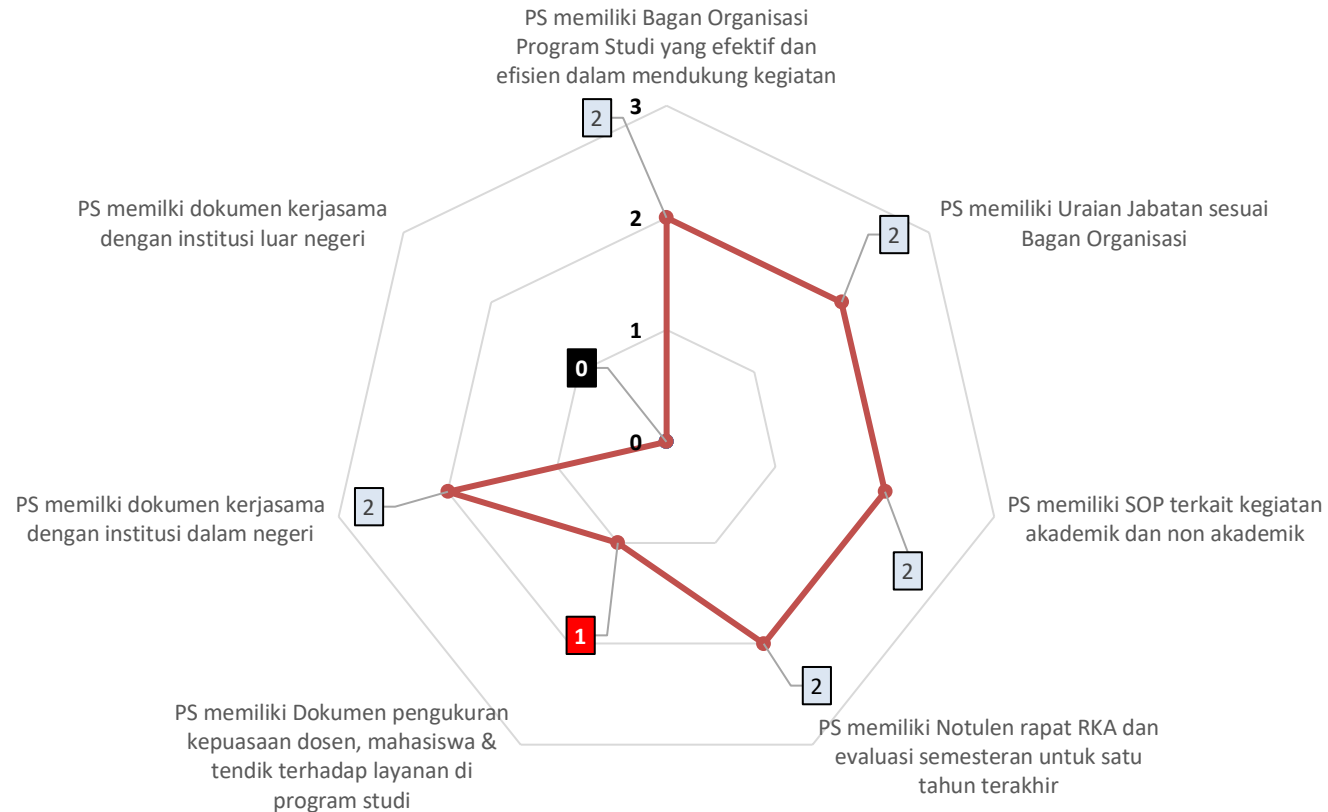 PS memiliki Bagan Organisasi
Program Studi yang efektif dan
efisien dalam mendukung kegiatan
3
2
2
1
0
2
PS memiliki Uraian Jabatan sesuai
Bagan Organisasi
2
PS memiliki SOP terkait kegiatan
akademik dan non akademik
2
PS memiliki Notulen rapat RKA dan
evaluasi semesteran untuk satu
tahun terakhir
1
PS memiliki Dokumen pengukuran
kepuasaan dosen, mahasiswa &
tendik terhadap layanan di
program studi
2
PS memilki dokumen kerjasama
dengan institusi dalam negeri
0
PS memilki dokumen kerjasama
dengan institusi luar negeri